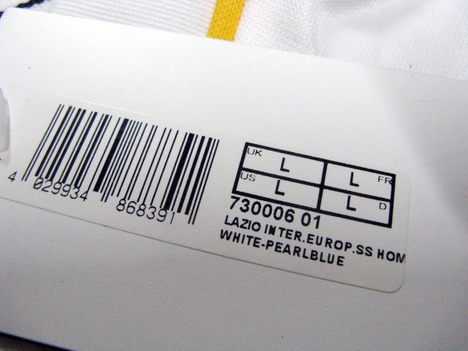 UK L L FR
US L L D
730006 01
LAZIO INTER.EUROP.SS HOM
WHITE-PEARLBLUE
4 029934 868391